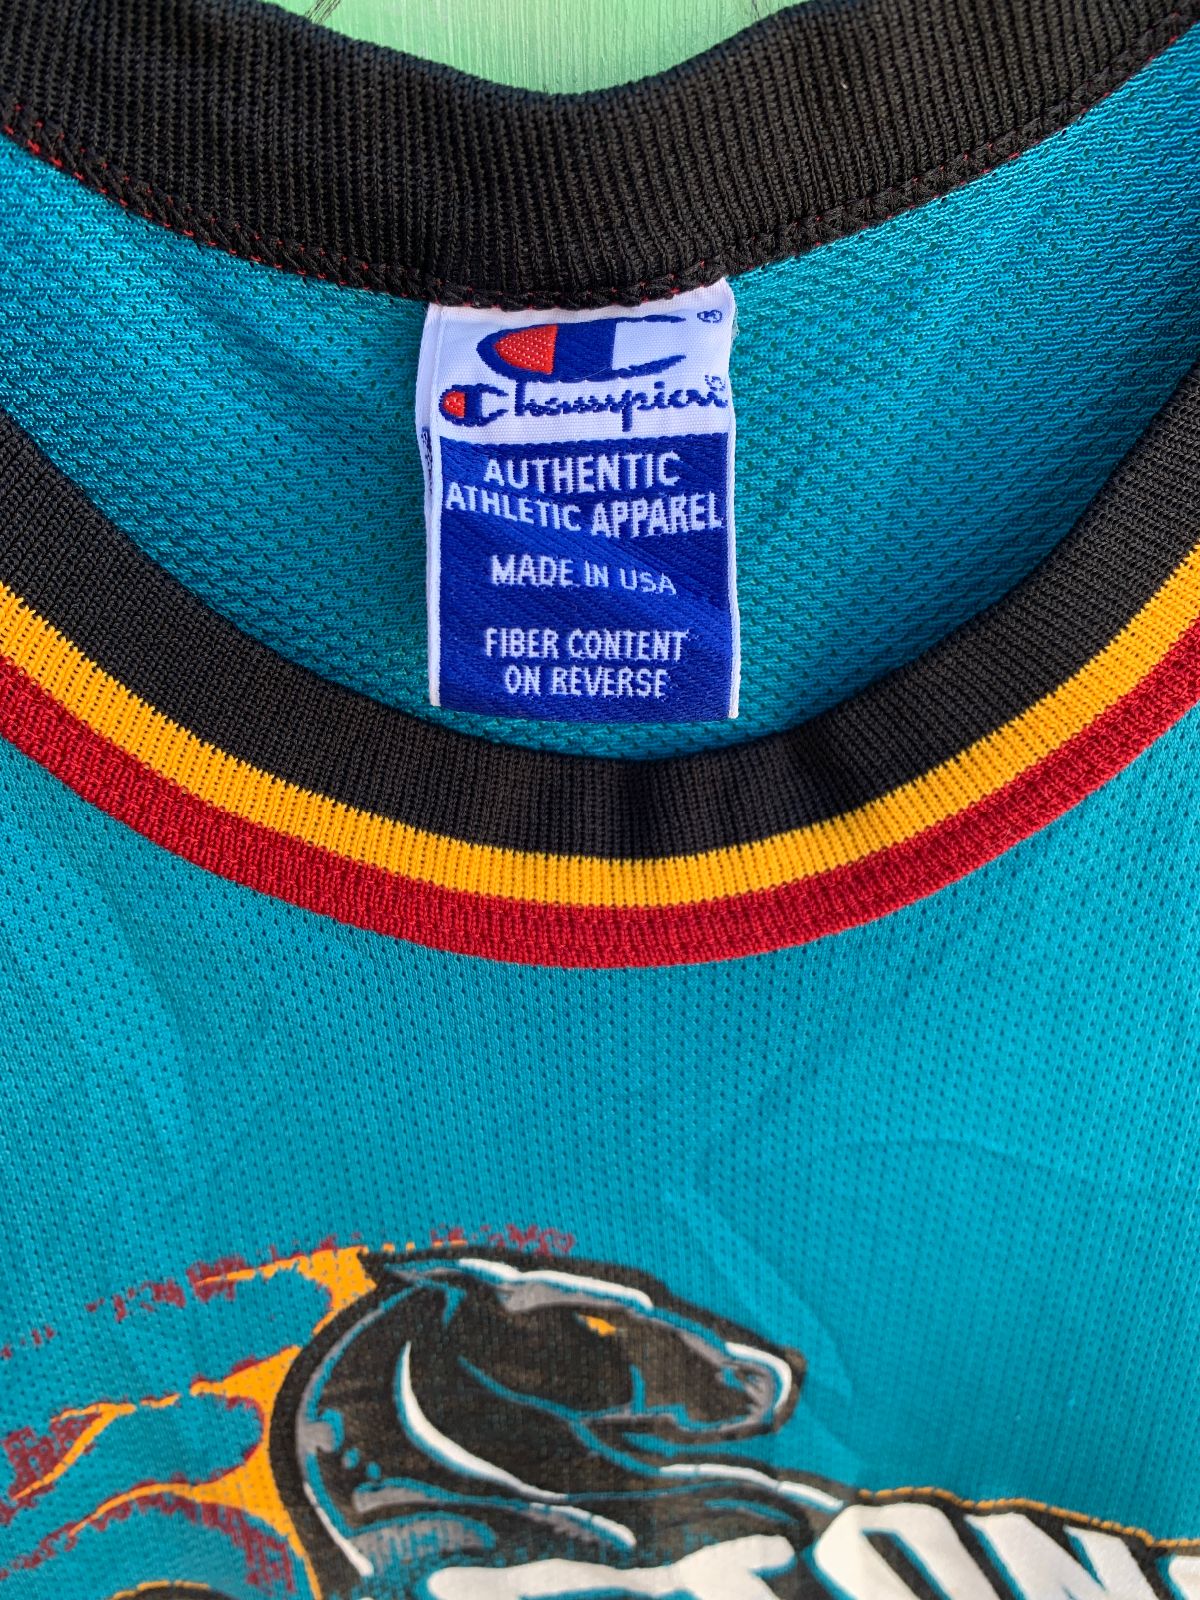 ®
Champion®
AUTHENTIC
ATHLETIC APPAREL
MADE IN USA
FIBER CONTENT
ON REVERSE